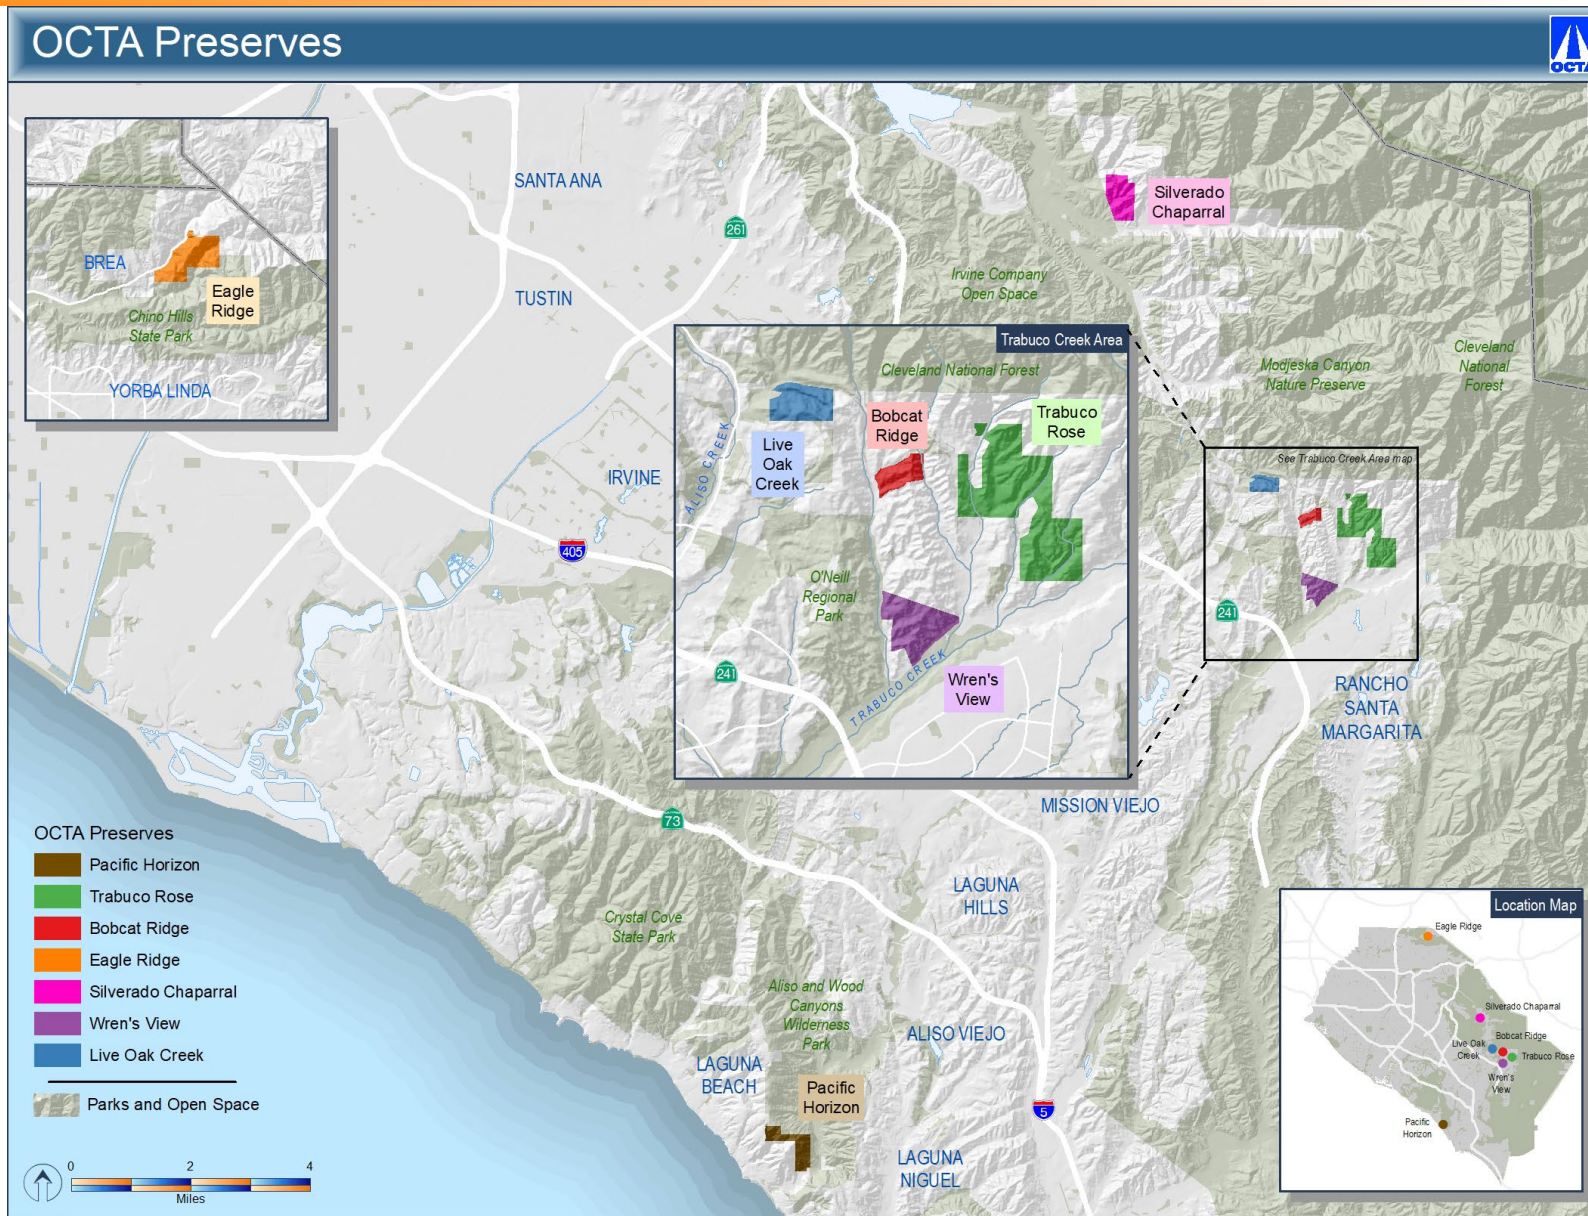 OCTA Preserves
OCTA
BREA
Eagle
Ridge
Chino Hills
State Park
YORBA LINDA
SANTA ANA
261
TUSTIN
Silverado
Chaparral
Irvine Company
Open Space
Modjeska Canyon
Nature Preserve
Cleveland
National
Forest
IRVINE
405
Trabuco Creek Area
Cleveland National Forest
Live
Oak
Creek
Bobcat
Ridge
Trabuco
Rose
ALISO CREEK
O'Neill
Regional
Park
241
TRABUCO CREEK
Wren's
View
See Trabuco Creek Area map
241
RANCHO
SANTA
MARGARITA
MISSION VIEJO
73
LAGUNA
HILLS
Crystal Cove
State Park
Aliso and Wood
Canyons
Wilderness
Park
ALISO VIEJO
LAGUNA
BEACH
Pacific
Horizon
5
LAGUNA
NIGUEL
OCTA Preserves
Pacific Horizon
Trabuco Rose
Bobcat Ridge
Eagle Ridge
Silverado Chaparral
Wren's View
Live Oak Creek
Parks and Open Space
0 2 4
Miles
Location Map
Eagle Ridge
Silverado Chaparral
Bobcat Ridge
Live Oak
Creek
Trabuco Rose
Wren's
View
Pacific
Horizon